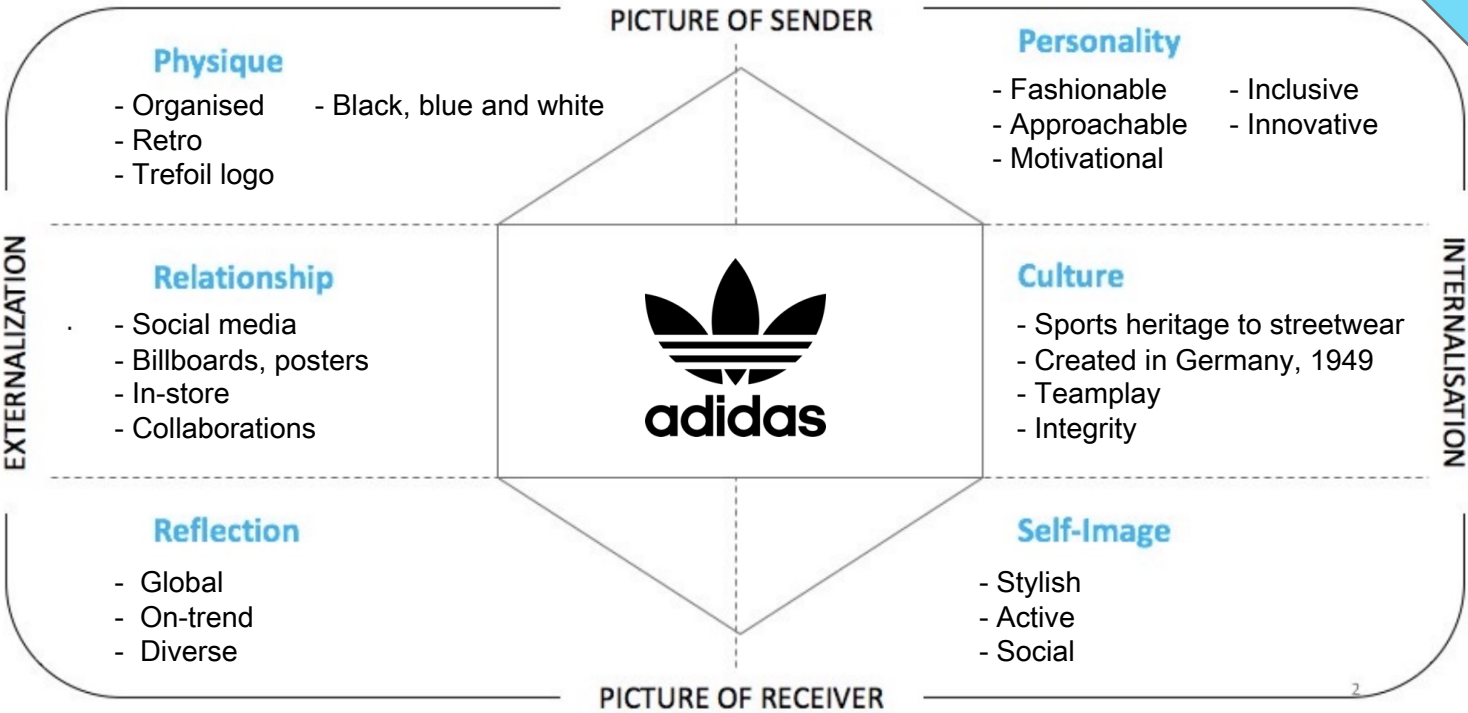 PICTURE OF SENDER
Physique
- Organised - Black, blue and white
- Retro
- Trefoil logo
Personality
- Fashionable - Inclusive
- Approachable - Innovative
- Motivational
EXTERNALIZATION
Relationship
. - Social media
- Billboards, posters
- In-store
- Collaborations
adidas
Culture
- Sports heritage to streetwear
- Created in Germany, 1949
- Teamplay
- Integrity
INTERNALISATION
Reflection
- Global
- On-trend
- Diverse
Self-Image
- Stylish
- Active
- Social
PICTURE OF RECEIVER
2